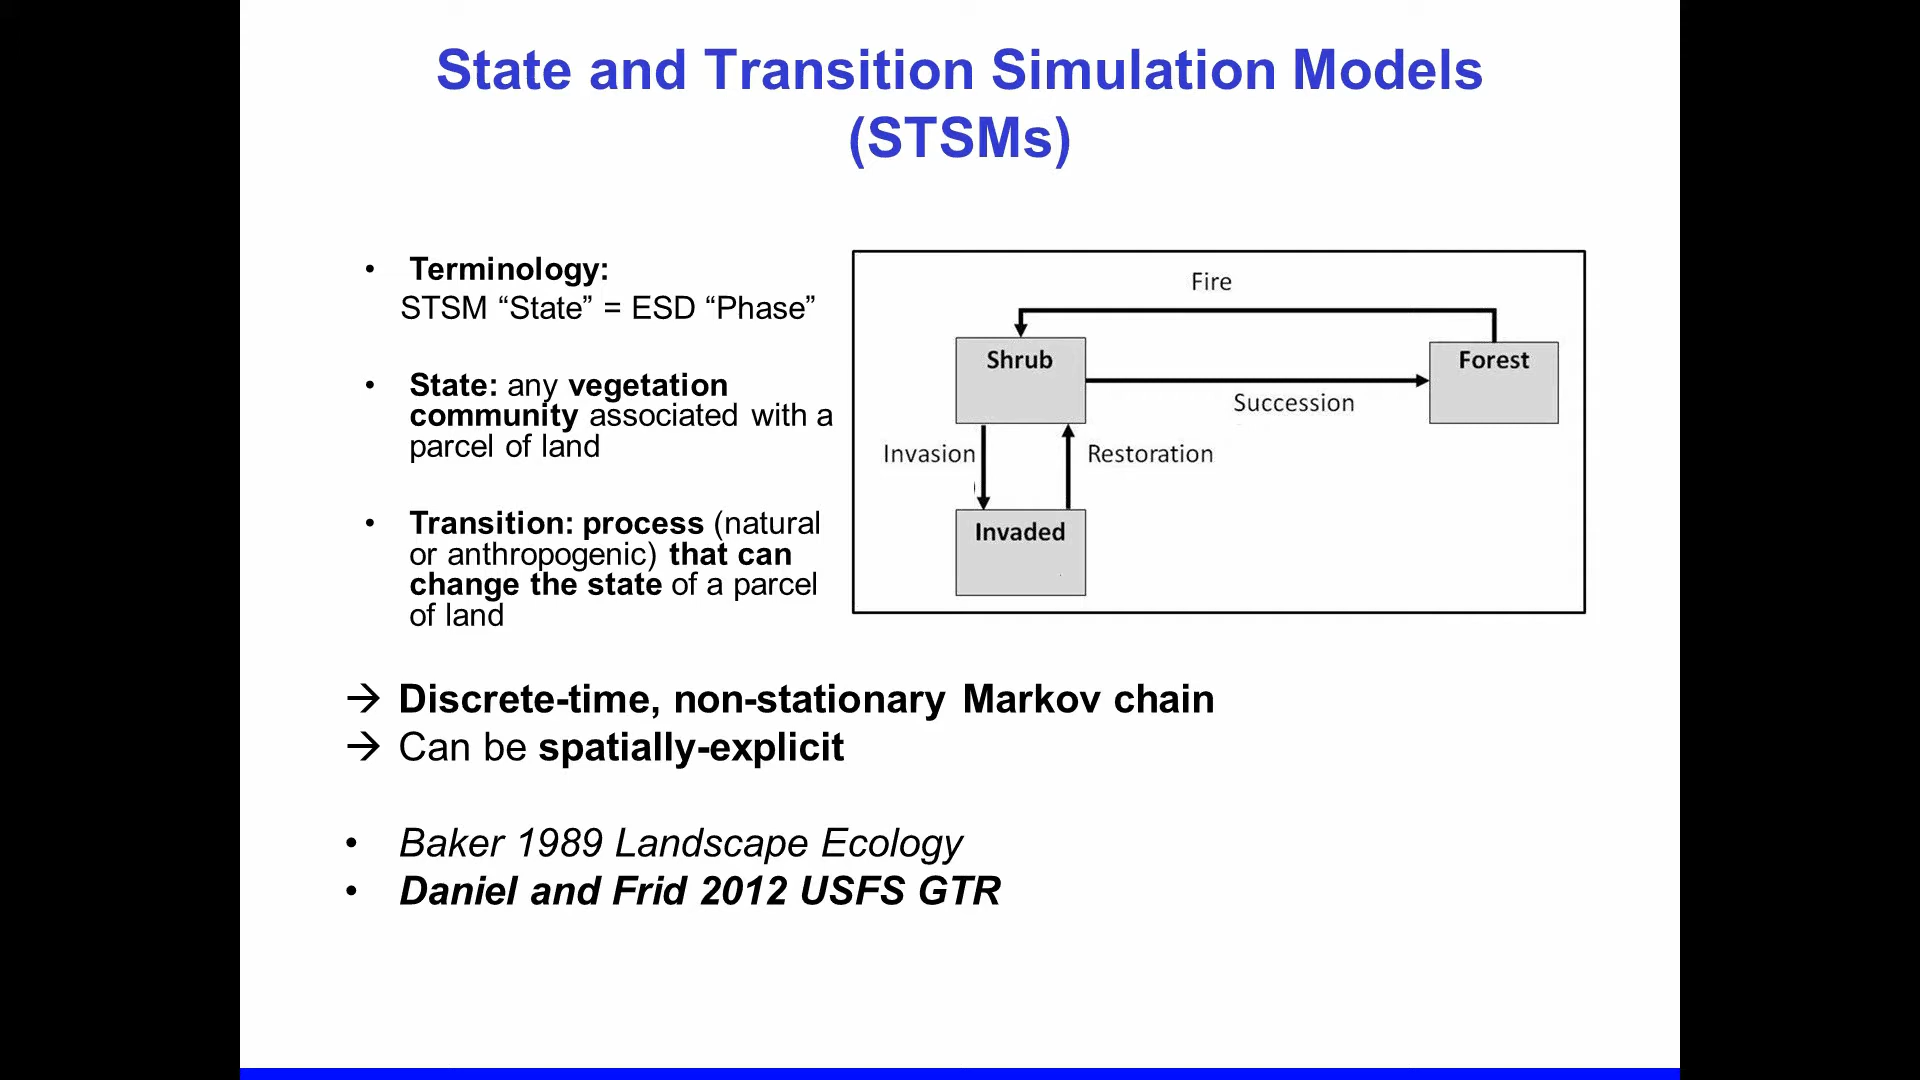 State and Transition Simulation Models
(STSMs)
• Terminology:
STSM “State” = ESD “Phase”
• State: any vegetation
community associated with a
parcel of land
• Transition: process (natural
or anthropogenic) that can
change the state of a parcel
of land
Fire
Shrub
Forest
Succession
Invasion
Restoration
Invaded
→ Discrete-time, non-stationary Markov chain
→ Can be spatially-explicit
• Baker 1989 Landscape Ecology
• Daniel and Frid 2012 USFS GTR